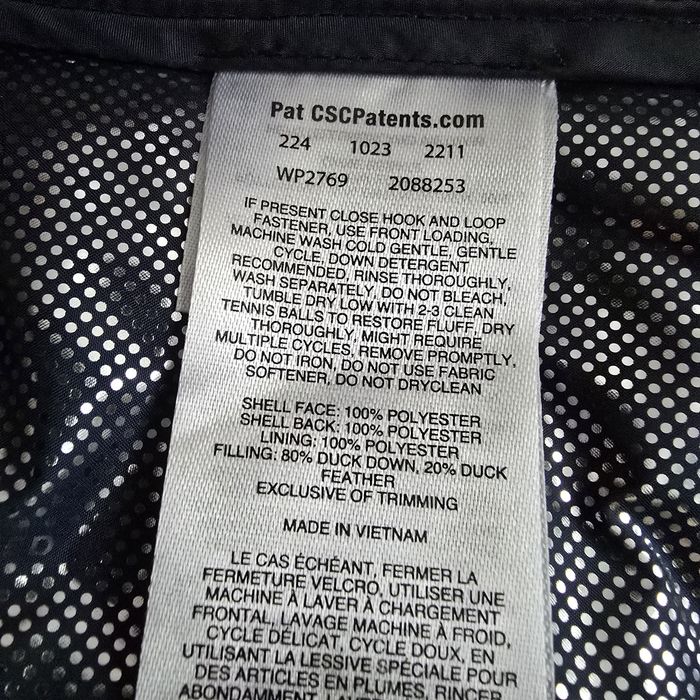 Pat CSCPatents.com
224 1023 2211
WP2769 2088253
IF PRESENT CLOSE HOOK AND LOOP
FASTENER, USE FRONT LOADING,
MACHINE WASH COLD GENTLE, GENTLE
CYCLE, DOWN DETERGENT
RECOMMENDED, RINSE THOROUGHLY,
WASH SEPARATELY, DO NOT BLEACH,
TUMBLE DRY LOW WITH 2-3 CLEAN
TENNIS BALLS TO RESTORE FLUFF, DRY
THOROUGHLY, MIGHT REQUIRE
MULTIPLE CYCLES, REMOVE PROMPTLY,
DO NOT IRON, DO NOT USE FABRIC
SOFTENER, DO NOT DRYCLEAN
SHELL FACE: 100% POLYESTER
SHELL BACK: 100% POLYESTER
LINING: 100% POLYESTER
FILLING: 80% DUCK DOWN, 20% DUCK
FEATHER
EXCLUSIVE OF TRIMMING
MADE IN VIETNAM
LE CAS ÉCHÉANT, FERMER LA
FERMETURE VELCRO, UTILISER UNE
MACHINE À LAVER À CHARGEMENT
FRONTAL, LAVAGE MACHINE À FROID,
CYCLE DÉLICAT, CYCLE DOUX, EN
UTILISANT LA LESSIVE SPÉCIALE POUR
DES ARTICLES EN PLUMES, RINCER